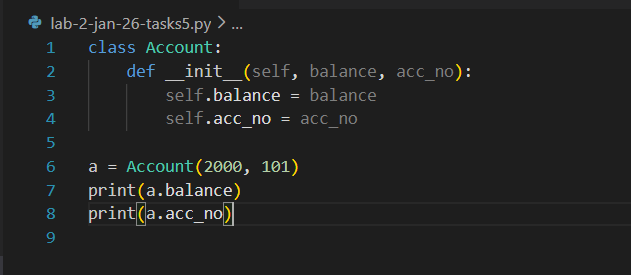 lab-2-jan-26-tasks5.py > ...
1 class Account:
2     def __init__(self, balance, acc_no):
3         self.balance = balance
4         self.acc_no = acc_no
5
6 a = Account(2000, 101)
7 print(a.balance)
8 print(a.acc_no)
9